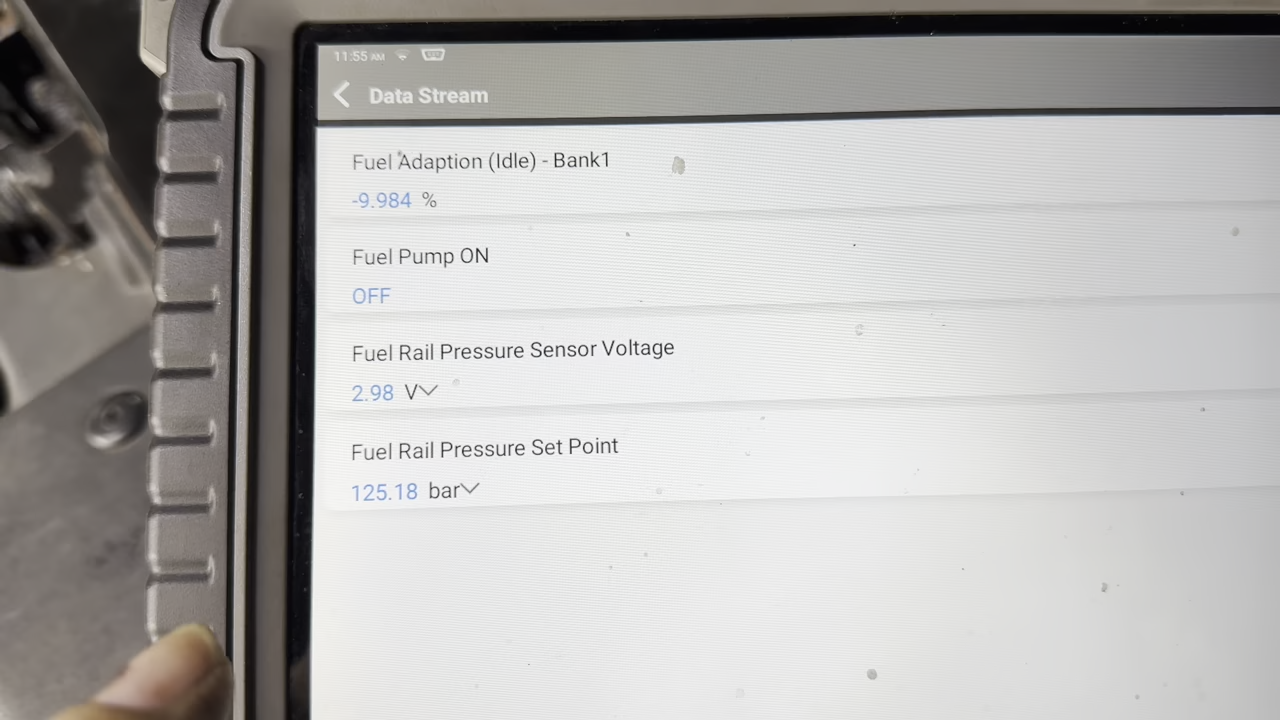 11:55 AM
Data Stream
Fuel Adaption (Idle) - Bank1
-9.984 %
Fuel Pump ON
OFF
Fuel Rail Pressure Sensor Voltage
2.98 V
Fuel Rail Pressure Set Point
125.18 bar